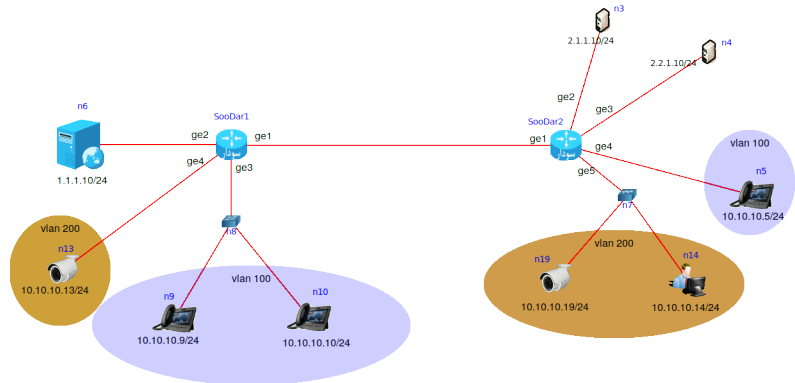 n3
2.1.1.10/24
n4
2.2.1.10/24
n6
SooDar1
SooDar2
ge2
ge3
ge2
ge1
ge1
ge4
vlan 100
ge4
ge3
ge5
n5
1.1.1.10/24
10.10.10.5/24
n7
n8
vlan 200
vlan 200
n13
n19
n14
vlan 100
10.10.10.13/24
n9
n10
10.10.10.19/24
10.10.10.14/24
10.10.10.9/24
10.10.10.10/24